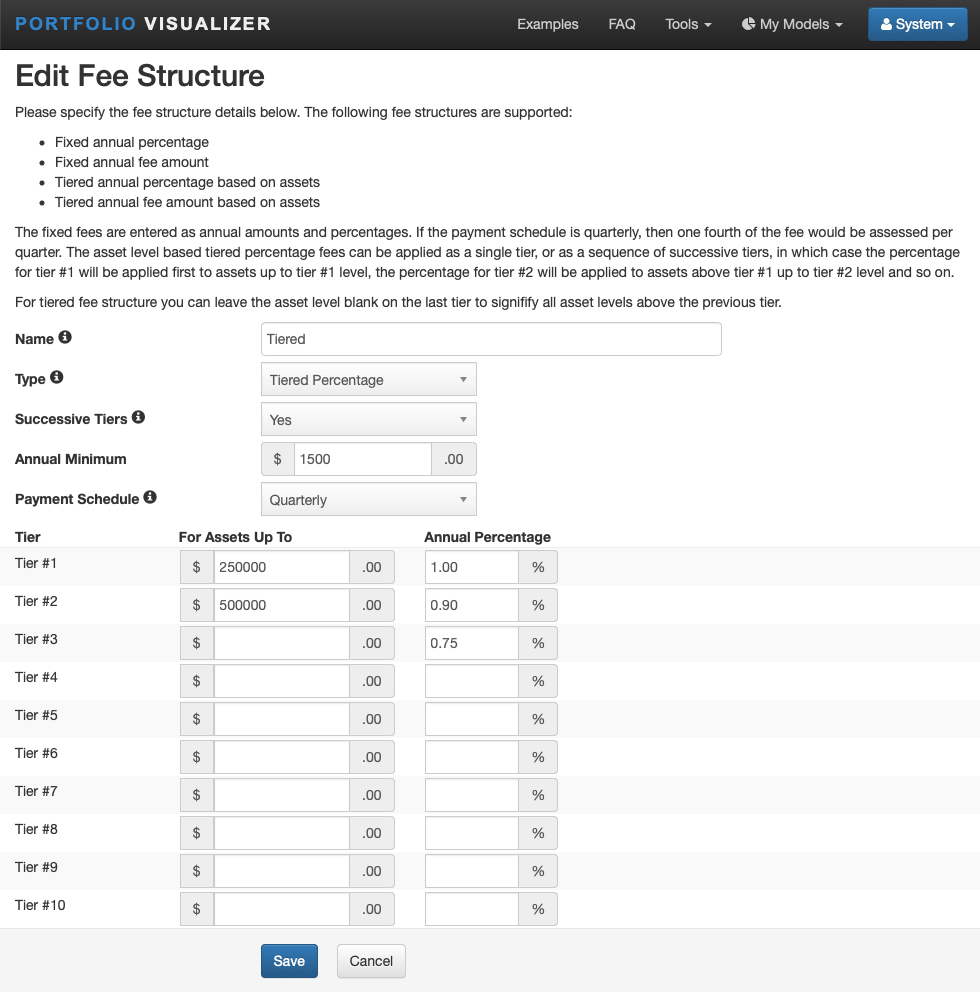 PORTFOLIO VISUALIZER Examples FAQ Tools My Models System
Edit Fee Structure
Please specify the fee structure details below. The following fee structures are supported:
Fixed annual percentage
Fixed annual fee amount
Tiered annual percentage based on assets
Tiered annual fee amount based on assets
The fixed fees are entered as annual amounts and percentages. If the payment schedule is quarterly, then one fourth of the fee would be assessed per
quarter. The asset level based tiered percentage fees can be applied as a single tier, or as a sequence of successive tiers, in which case the percentage
for tier #1 will be applied first to assets up to tier #1 level, the percentage for tier #2 will be applied to assets above tier #1 up to tier #2 level and so on.
For tiered fee structure you can leave the asset level blank on the last tier to signifify all asset levels above the previous tier.
Name Tiered
Type Tiered Percentage
Successive Tiers Yes
Annual Minimum $ 1500 .00
Payment Schedule Quarterly
Tier For Assets Up To Annual Percentage
Tier #1 $ 250000 .00 1.00 %
Tier #2 $ 500000 .00 0.90 %
Tier #3 $ .00 0.75 %
Tier #4 $ .00 %
Tier #5 $ .00 %
Tier #6 $ .00 %
Tier #7 $ .00 %
Tier #8 $ .00 %
Tier #9 $ .00 %
Tier #10 $ .00 %
Save Cancel